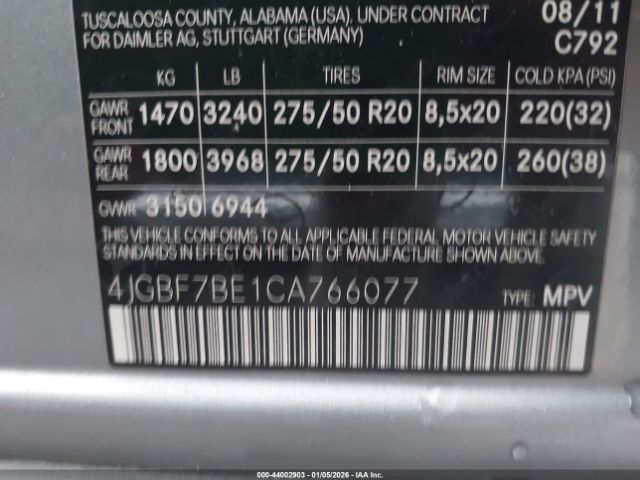 TUSCALOOSA COUNTY, ALABAMA (USA), UNDER CONTRACT 08/11
FOR DAIMLER AG, STUTTGART (GERMANY) C792
KG LB TIRES RIM SIZE COLD KPA (PSI)
GAWR FRONT 1470 3240 275/50 R20 8,5x20 220(32)
GAWR REAR 1800 3968 275/50 R20 8,5x20 260(38)
GVWR 3150 6944
THIS VEHICLE CONFORMS TO ALL APPLICABLE FEDERAL MOTOR VEHICLE SAFETY
STANDARDS IN EFFECT ON THE DATE OF MANUFACTURE SHOWN ABOVE.
4JGBF7BE1CA766077 TYPE: MPV
000-44002903 - 01/05/2026 - IAA Inc.